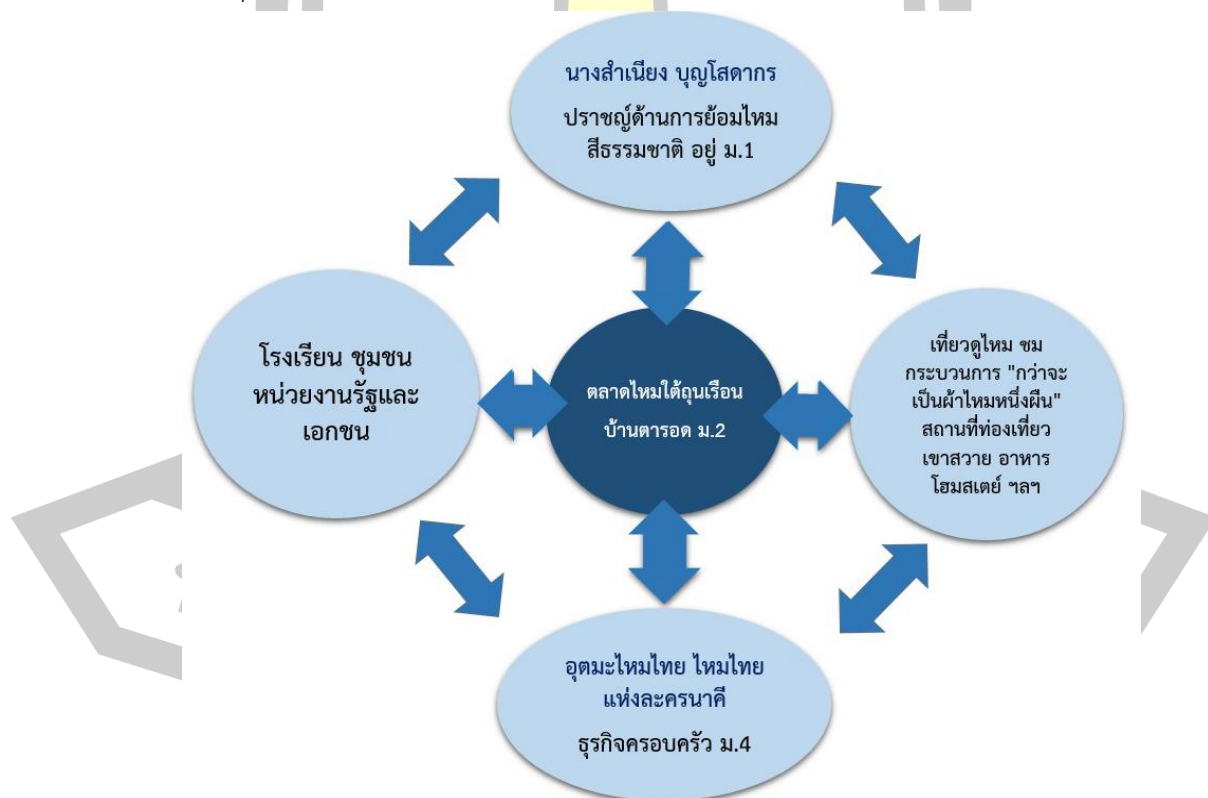 นางสำเนียง บุญโสดากร
ปราชญ์ด้านการย้อมไหม
สีธรรมชาติ อยู่ ม.1
โรงเรียน ชุมชน
หน่วยงานรัฐและ
เอกชน
ตลาดไหมใต้ถุนเรือน
บ้านตารอด ม.2
เที่ยวดูไหม ชม
กระบวนการ "กว่าจะ
เป็นผ้าไหมหนึ่งผืน"
สถานที่ท่องเที่ยว
เขาสวาย อาหาร
โฮมสเตย์ ฯลฯ
อุตมะไหมไทย ไหมไทย
แห่งละครนาคี
ธุรกิจครอบครัว ม.4